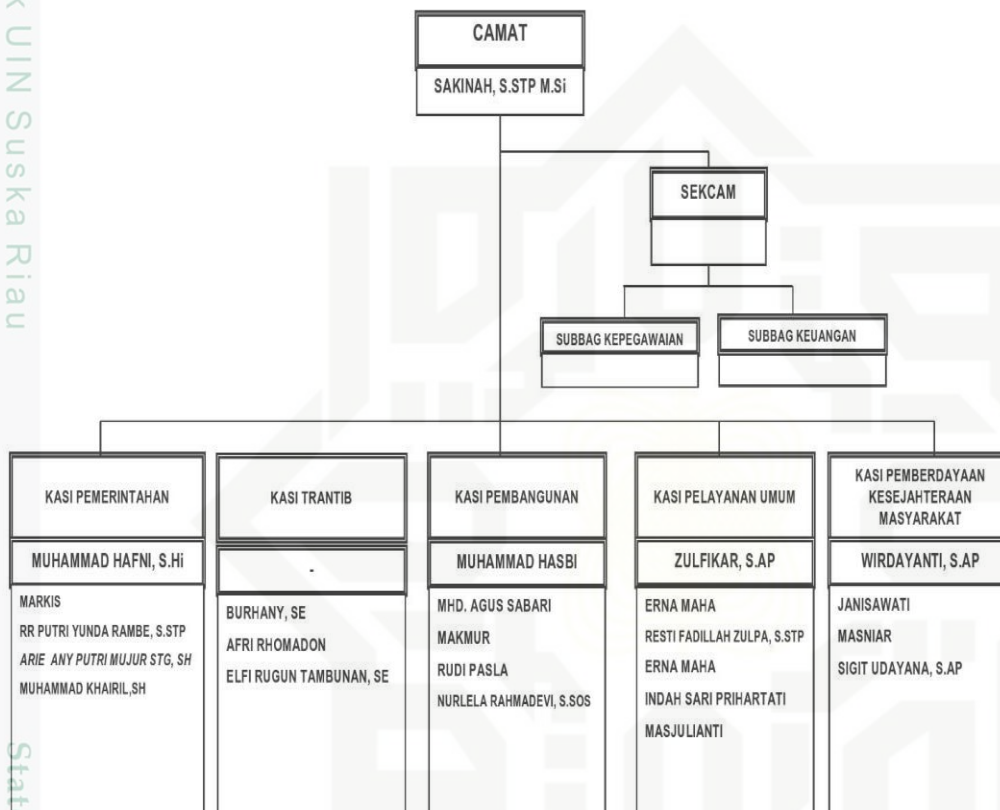 k UIN Suska Riau
Stat
CAMAT
SAKINAH, S.STP M.Si
SEKCAM
SUBBAG KEPEGAWAIAN
SUBBAG KEUANGAN
KASI PEMERINTAHAN
MUHAMMAD HAFNI, S.Hi
MARKIS
RR PUTRI YUNDA RAMBE, S.STP
ARIE ANY PUTRI MUJUR STG, SH
MUHAMMAD KHAIRIL,SH
KASI TRANTIB
-
BURHANY, SE
AFRI RHOMADON
ELFI RUGUN TAMBUNAN, SE
KASI PEMBANGUNAN
MUHAMMAD HASBI
MHD. AGUS SABARI
MAKMUR
RUDI PASLA
NURLELA RAHMADEVI, S.SOS
KASI PELAYANAN UMUM
ZULFIKAR, S.AP
ERNA MAHA
RESTI FADILLAH ZULPA, S.STP
ERNA MAHA
INDAH SARI PRIHARTATI
MASJULIANTI
KASI PEMBERDAYAAN
KESEJAHTERAAN
MASYARAKAT
WIRDAYANTI, S.AP
JANISAWATI
MASNIAR
SIGIT UDAYANA, S.AP